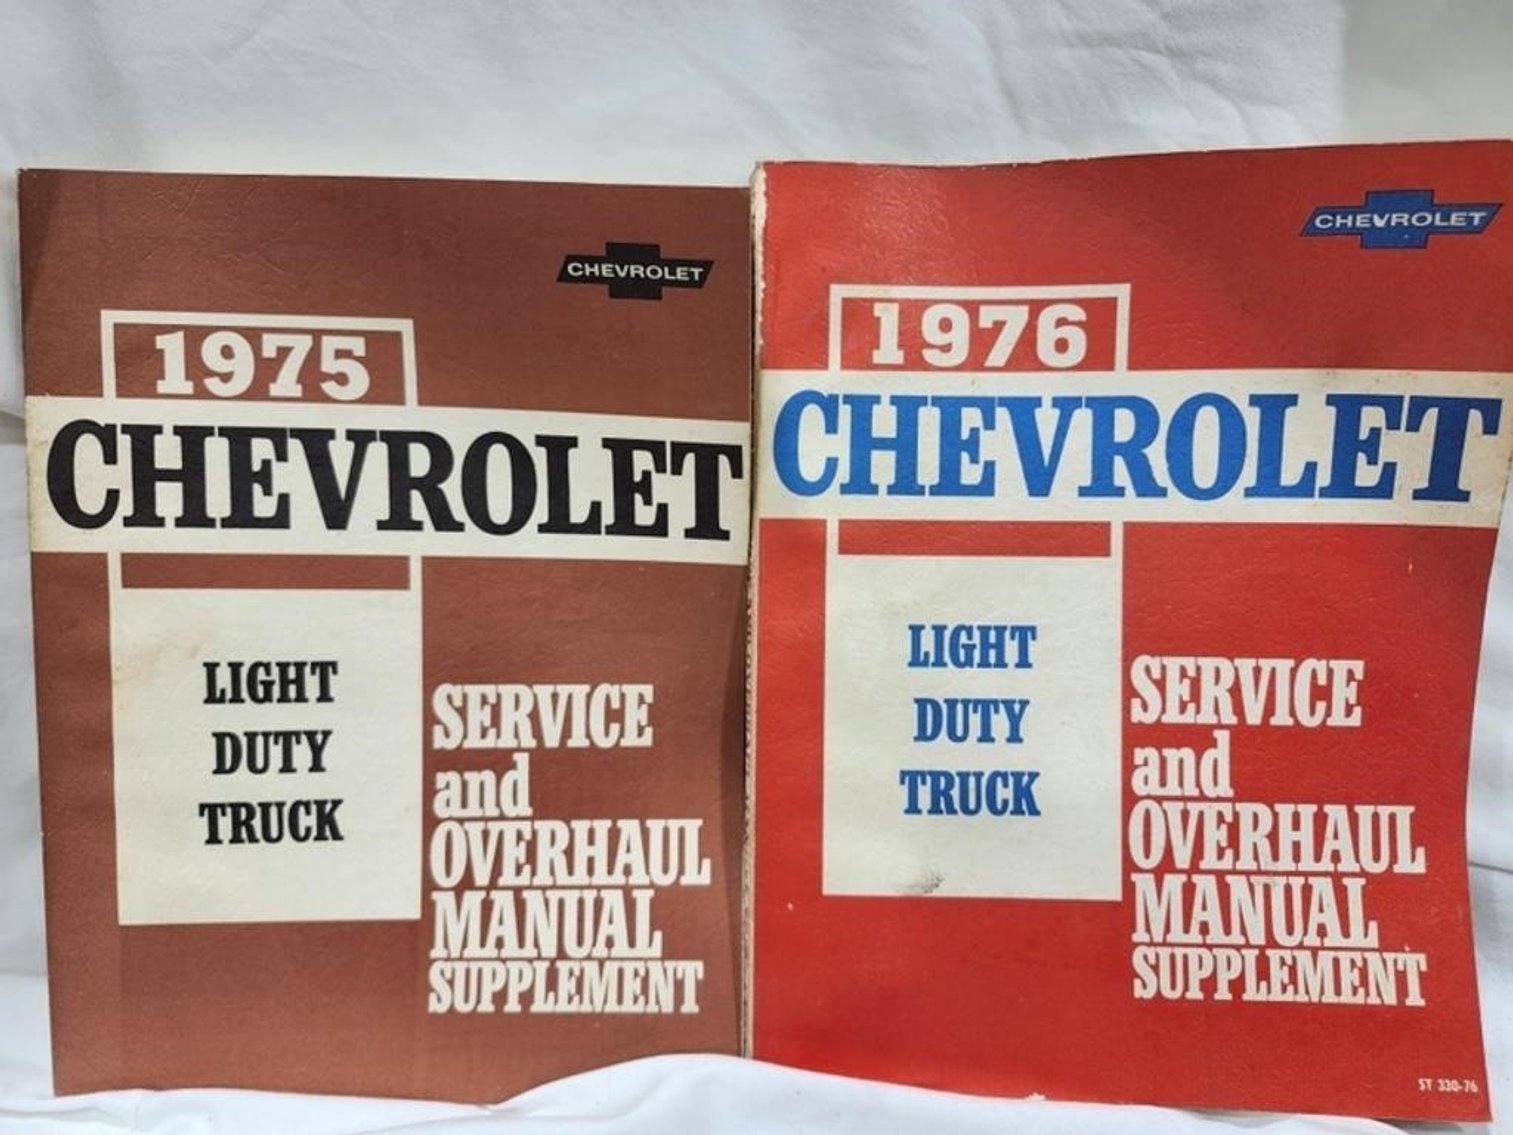 CHEVROLET
1975
CHEVROLET
LIGHT
DUTY
TRUCK
SERVICE
and
OVERHAUL
MANUAL
SUPPLEMENT
CHEVROLET
1976
CHEVROLET
LIGHT
DUTY
TRUCK
SERVICE
and
OVERHAUL
MANUAL
SUPPLEMENT
ST 330-76